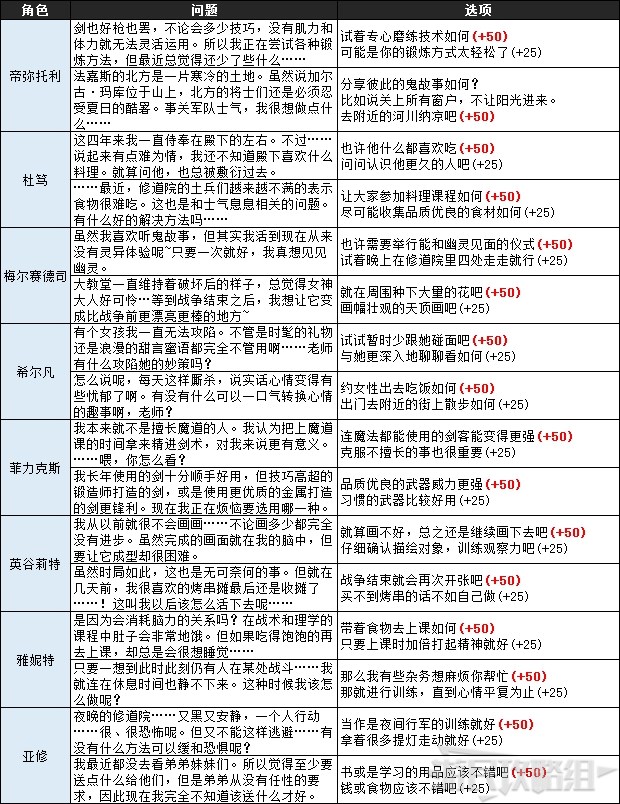 角色
问题
选项
帝弥托利
剑也好枪也罢，不论会多少技巧，没有肌力和
体力就无法灵活运用。所以我正在尝试各种锻
炼方法，但最近总觉得还少了些什么……
试着专心磨练技术如何(+50)
可能是你的锻炼方式太轻松了(+25)
法嘉斯的北方是一片寒冷的土地。虽然说加尔
古·玛库位于山上，北方的将士们还是必须忍
受夏日的酷暑。事关军队士气，我很想做点什
么……
分享彼此的鬼故事如何？
比如说关上所有窗户，不让阳光进来。
去附近的河川纳凉吧(+50)
杜笃
这四年来我一直侍奉在殿下的左右。不过……
说起来有点难为情，我还不知道殿下喜欢什么
料理。就算问他，也总被敷衍过去。
也许他什么都喜欢吃(+50)
问问认识他更久的人吧(+25)
……最近，修道院的士兵们越来越不满的表示
食物很难吃。这也是和士气息息相关的问题。
有什么好的解决方法吗……
让大家参加料理课程如何(+50)
尽可能收集品质优良的食材如何(+25)
梅尔赛德司
虽然我喜欢听鬼故事，但其实我活到现在从来
没有灵异体验呢~只要一次就好，我真想见见
幽灵。
也许需要举行能和幽灵见面的仪式(+50)
试着晚上在修道院里四处走走就行(+25)
大教堂一直维持着破坏后的样子，总觉得女神
大人好可怜…等到战争结束之后，我想让它变
成比战争前更漂亮更棒的地方~
就在周围种下大量的花吧(+50)
画幅壮观的天顶画吧(+25)
希尔凡
有个女孩我一直无法攻陷。不管是时髦的礼物
还是浪漫的甜言蜜语都完全不管用啊……老师
有什么攻陷她的妙策吗？
试试暂时少跟她碰面吧(+50)
与她更深入地聊聊看如何(+25)
怎么说呢，每天这样厮杀，说实话心情变得有
些忧郁了啊。有没有什么可以一口气转换心情
的趣事啊，老师？
约女性出去吃饭如何(+50)
出门去附近的街上散步如何(+25)
菲力克斯
我本来就不是擅长魔道的人。我认为把上魔道
课的时间拿来精进剑术，对我来说更有意义。
……喂，你怎么看？
连魔法都能使用的剑客能变得更强(+50)
克服不擅长的事也很重要(+25)
我长年使用的剑十分顺手好用，但技巧高超的
锻造师打造的剑，或是使用更优质的金属打造
的剑更锋利。现在我正在烦恼要选用哪一种。
品质优良的武器威力更强(+50)
习惯的武器比较好用(+25)
英谷莉特
我从以前就很不会画画……不论画多少都完全
没有进步。虽然完成的画面就在我的脑中，但
要让它成型却很困难。
就算画不好，总之还是继续画下去吧(+50)
仔细确认描绘对象，训练观察力吧(+25)
虽然时局如此，这也是无可奈何的事。但就在
几天前，我很喜欢的烤串摊最后还是收摊了
……！这叫我以后该怎么活下去呢……
战争结束就会再次开张吧(+50)
买不到烤串的话不如自己做(+25)
雅妮特
是因为会消耗脑力的关系吗？在战术和理学的
课程中肚子会非常地饿。但如果吃得饱饱的再
去上课，却总是会很想睡觉……
带着食物去上课如何(+50)
只要上课时加倍打起精神就好(+25)
只要一想到此时此刻仍有人在某处战斗……我
就连在休息时间也静不下来。这种时候我该怎
么做呢？
那么我有些杂务想麻烦你帮忙(+50)
那就进行训练，直到心情平复为止(+25)
亚修
夜晚的修道院……又黑又安静，一个人行动
……很、很恐怖呢。但又不能这样逃避……有
没有什么方法可以缓和恐惧呢？
当作是夜间行军的训练就好(+50)
拿着很多提灯走动就好(+25)
我最近都没去看弟弟妹妹们。所以觉得至少要
送点什么给他们，但是弟弟从没有任性的要
求，因此现在我完全不知道该送什么才好。
书或是学习的用品应该不错吧(+50)
钱或食物应该不错吧(+25)